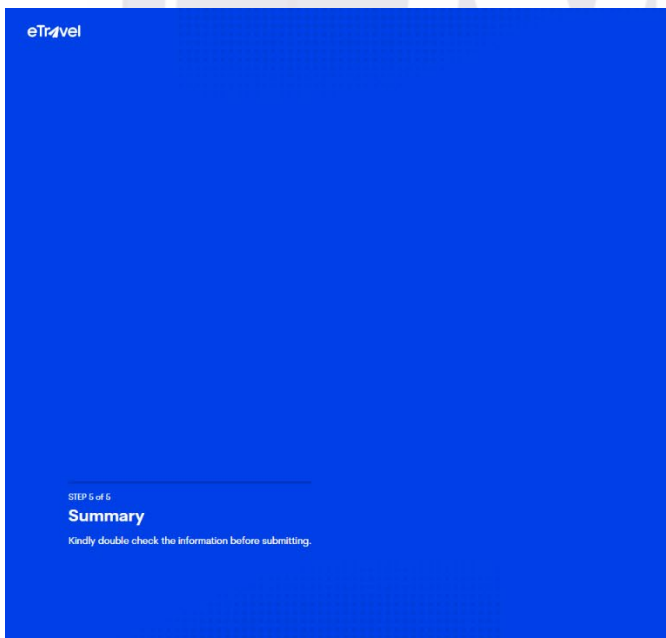 eTravel
STEP 5 of 5
Summary
Kindly double check the information before submitting.